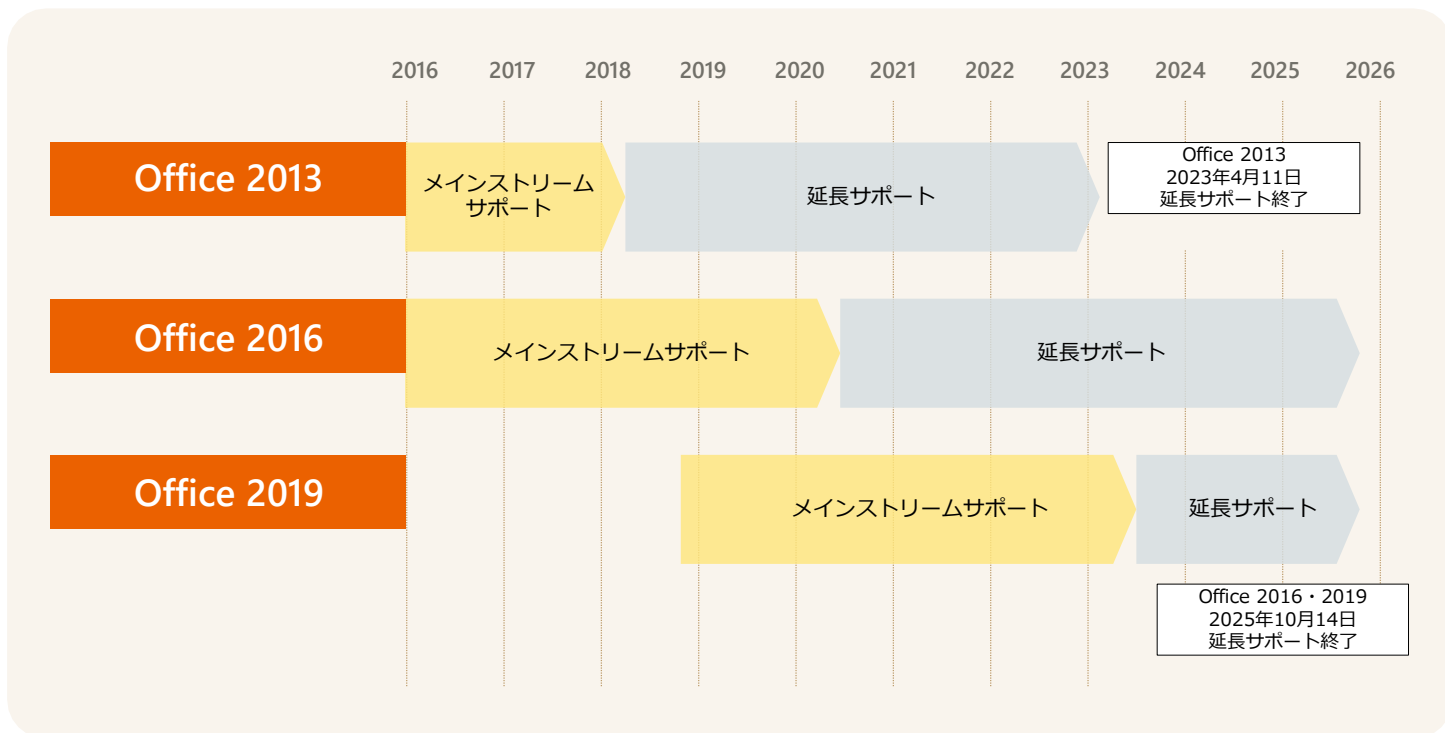 2016 2017 2018 2019 2020 2021 2022 2023 2024 2025 2026
Office 2013
メインストリーム
サポート
延長サポート
Office 2013
2023年4月11日
延長サポート終了
Office 2016
メインストリームサポート
延長サポート
Office 2019
メインストリームサポート
延長サポート
Office 2016・2019
2025年10月14日
延長サポート終了